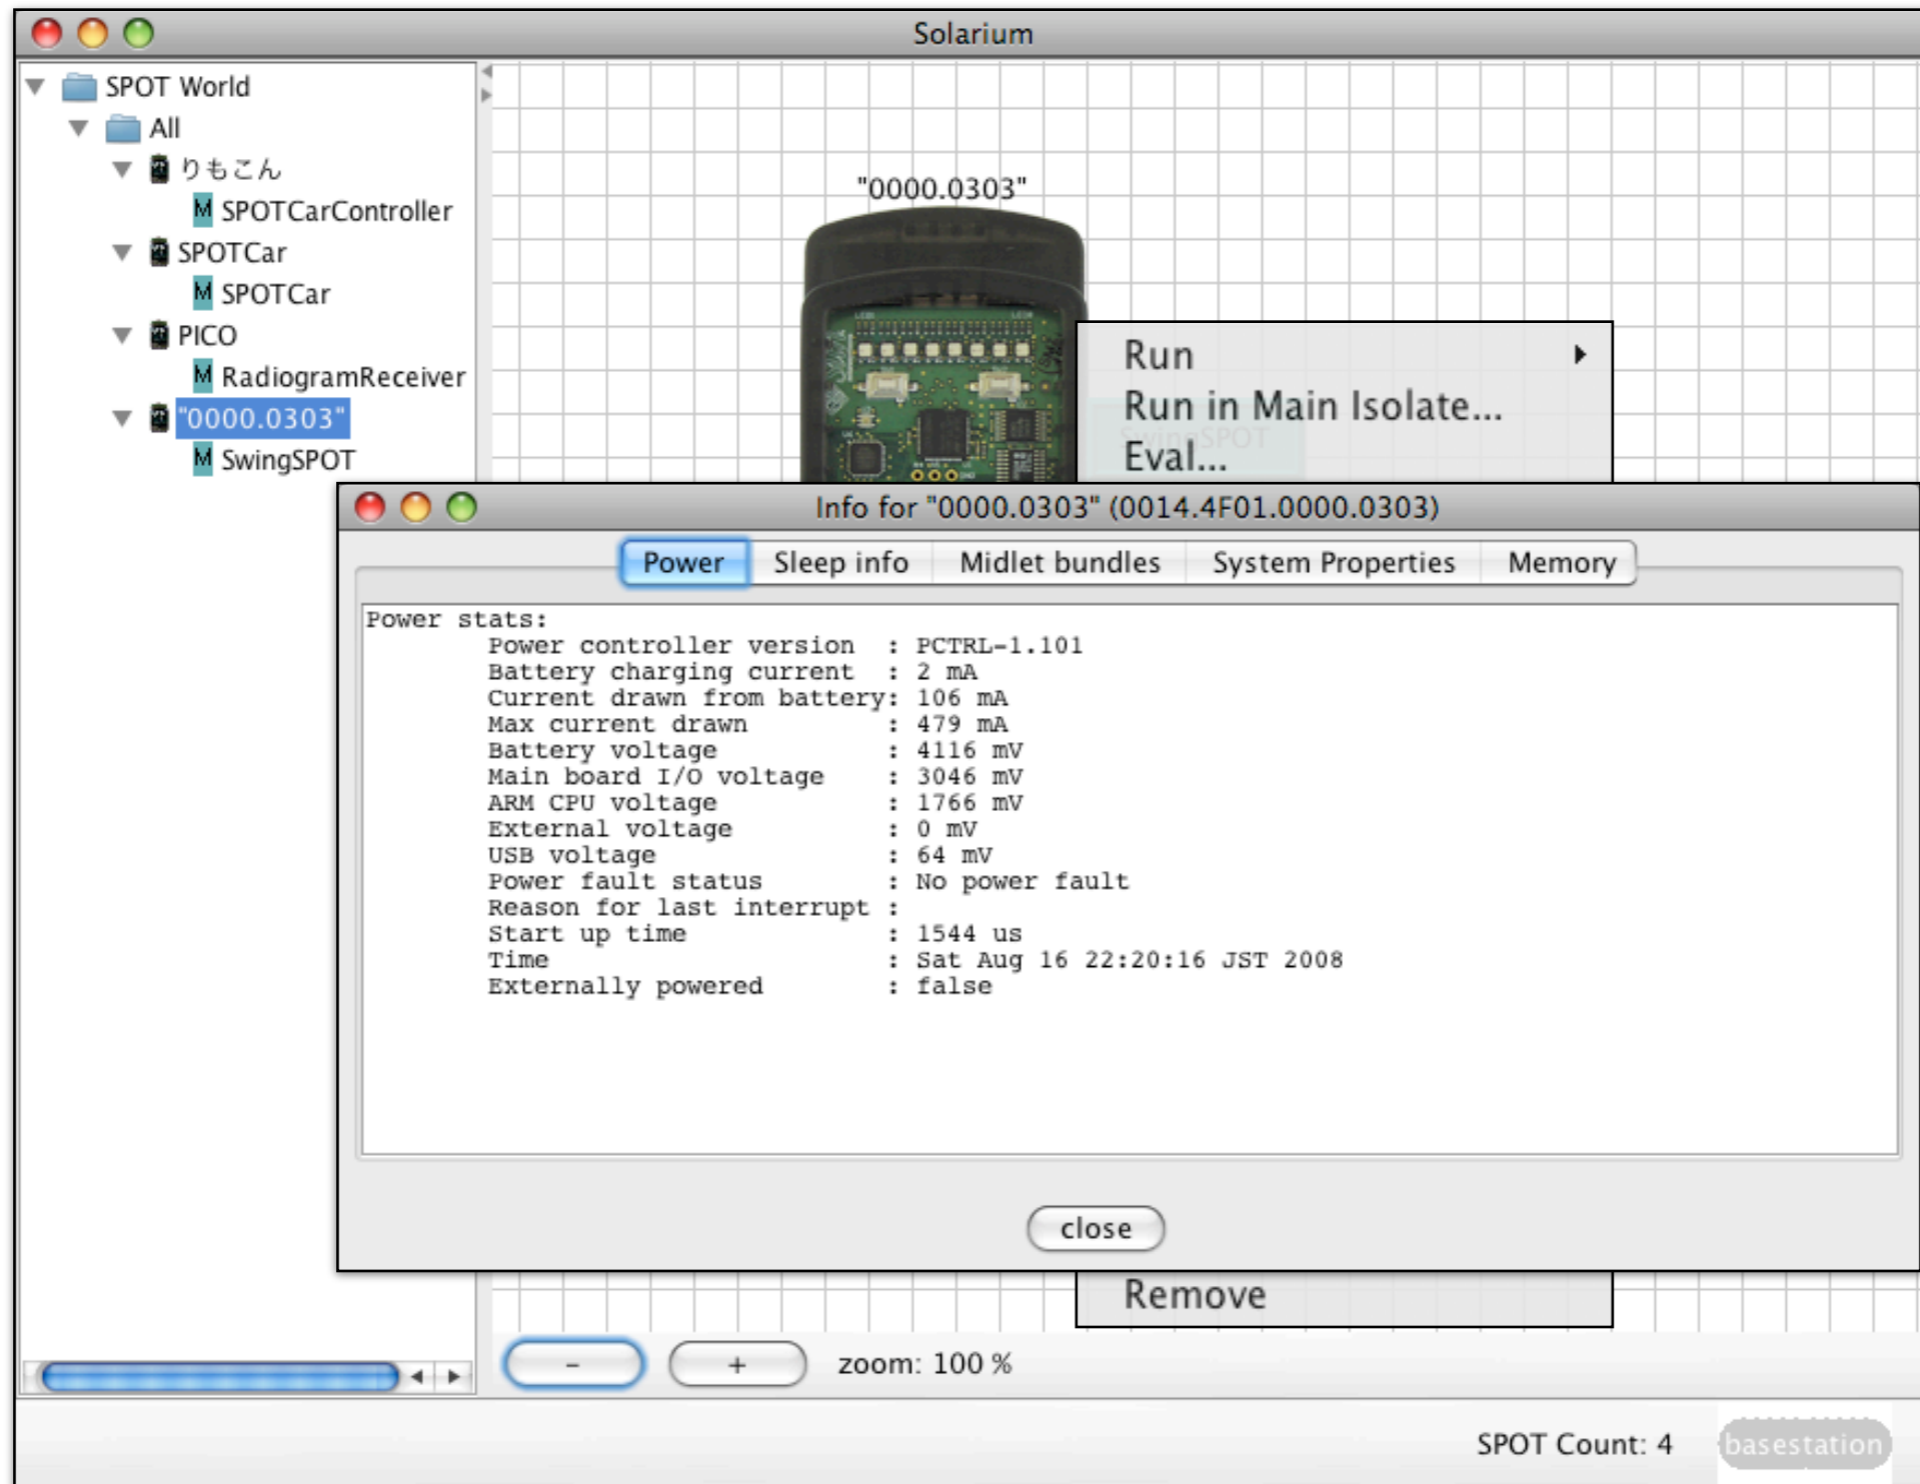 Solarium
SPOT World
All
りもこん
SPOTCarController
SPOTCar
SPOTCar
PICO
RadiogramReceiver
"0000.0303"
SwingSPOT
"0000.0303"
Run
Run in Main Isolate...
SwingSPOT
Eval...
Info for "0000.0303" (0014.4F01.0000.0303)
Power Sleep info Midlet bundles System Properties Memory
Power stats:
Power controller version : PCTRL-1.101
Battery charging current : 2 mA
Current drawn from battery: 106 mA
Max current drawn : 479 mA
Battery voltage : 4116 mV
Main board I/O voltage : 3046 mV
ARM CPU voltage : 1766 mV
External voltage : 0 mV
USB voltage : 64 mV
Power fault status : No power fault
Reason for last interrupt :
Start up time : 1544 us
Time : Sat Aug 16 22:20:16 JST 2008
Externally powered : false
close
Remove
- + zoom: 100 %
SPOT Count: 4 basestation